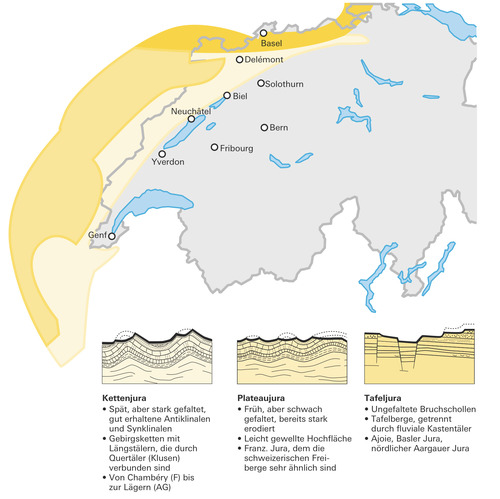 Basel
Delémont
Solothurn
Biel
Neuchâtel
Bern
Fribourg
Yverdon
Genf
Kettenjura
• Spät, aber stark gefaltet,
gut erhaltene Antiklinalen
und Synklinalen
• Gebirgsketten mit
Längstälern, die durch
Quertäler (Klusen)
verbunden sind
• Von Chambéry (F) bis
zur Lägern (AG)
Plateaujura
• Früh, aber schwach
gefaltet, bereits stark
erodiert
• Leicht gewellte Hochfläche
• Franz. Jura, dem die
schweizerischen Frei-
berge sehr ähnlich sind
Tafeljura
• Ungefaltete Bruchschollen
• Tafelberge, getrennt
durch fluviale Kastentäler
• Ajoie, Basler Jura,
nördlicher Aargauer Jura